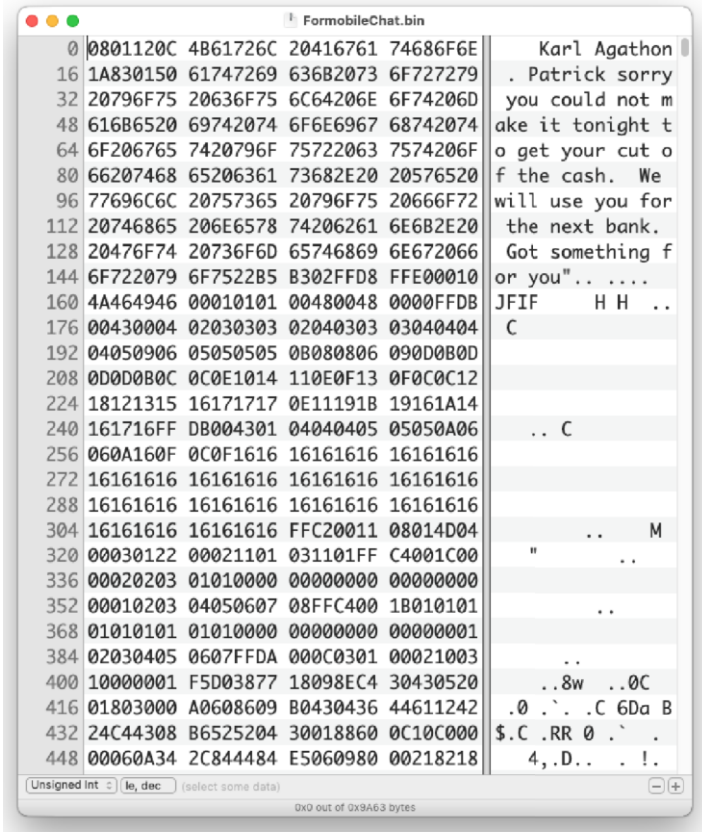 FormobileChat.bin
0 0801120C 4B61726C 20416761 74686F6E Karl Agathon
16 1A830150 61747269 636B2073 6F727279 . Patrick sorry
32 20796F75 20636F75 6C64206E 6F74206D you could not m
48 616B6520 69742074 6F6E6967 68742074 ake it tonight t
64 6F206765 7420796F 75722063 7574206F o get your cut o
80 66207468 65206361 73682E20 20576520 f the cash.  We
96 77696C6C 20757365 20796F75 20666F72 will use you for
112 20746865 206E6578 74206261 6E6B2E20 the next bank.
128 20476F74 20736F6D 65746869 6E672066 Got something f
144 6F722079 6F7522B5 B302FFD8 FFE00010 or you".. ....
160 4A464946 00010101 00480048 0000FFDB JFIF H H ..
176 00430004 02030303 02040303 03040404 C
192 04050906 05050505 0B080806 090D0B0D
208 0D0D0B0C 0C0E1014 110E0F13 0F0C0C12
224 18121315 16171717 0E11191B 19161A14
240 161716FF DB004301 04040405 05050A06 .. C
256 060A160F 0C0F1616 16161616 16161616
272 16161616 16161616 16161616 16161616
288 16161616 16161616 16161616 16161616
304 16161616 16161616 FFC20011 08014D04 .. M
320 00030122 00021101 031101FF C4001C00 " ..
336 00020203 01010000 00000000 00000000
352 00010203 04050607 08FFC400 1B010101 ..
368 01010101 01010000 00000000 00000001
384 02030405 0607FFDA 000C0301 00021003 ..
400 10000001 F5D03877 18098EC4 30430520 ..8w ..0C
416 01803000 A0608609 B0430436 44611242 .0 .`. .C 6Da B
432 24C44308 B6525204 30018860 0C10C000 $.C .RR 0 .` .
448 00060A34 2C844484 E5060980 00218218 4,.D.. . !.
Unsigned Int le, dec (select some data)
0x0 out of 0x9A63 bytes